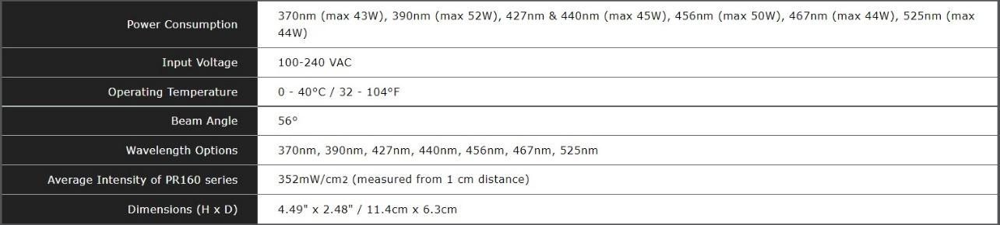 Power Consumption 370nm (max 43W), 390nm (max 52W), 427nm & 440nm (max 45W), 456nm (max 50W), 467nm (max 44W), 525nm (max
44W)
Input Voltage 100-240 VAC
Operating Temperature 0 - 40°C / 32 - 104°F
Beam Angle 56°
Wavelength Options 370nm, 390nm, 427nm, 440nm, 456nm, 467nm, 525nm
Average Intensity of PR160 series 352mW/cm2 (measured from 1 cm distance)
Dimensions (H x D) 4.49" x 2.48" / 11.4cm x 6.3cm